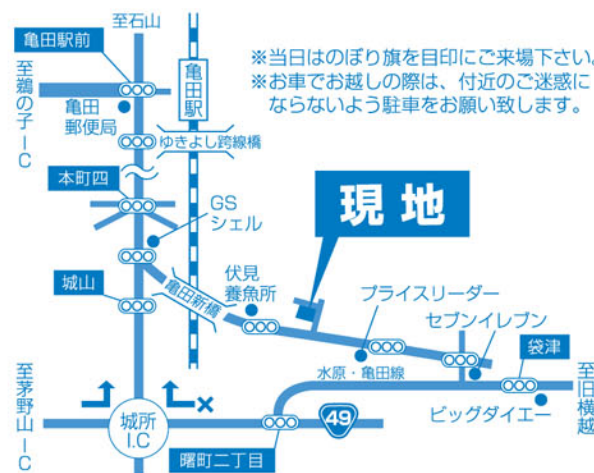 至石山
亀田駅前
至鵜の子IC
亀田
郵便局
亀田駅
※当日はのぼり旗を目印にご来場下さい。
※お車でお越しの際は、付近のご迷惑に
ならないよう駐車をお願い致します。
ゆきよし跨線橋
本町四
GS
シェル
現地
城山
亀田新橋
伏見
養魚所
プライスリーダー
セブンイレブン
袋津
水原・亀田線
至旧横越
至茅野山IC
城所
I.C
49
ビッグダイエー
曙町二丁目